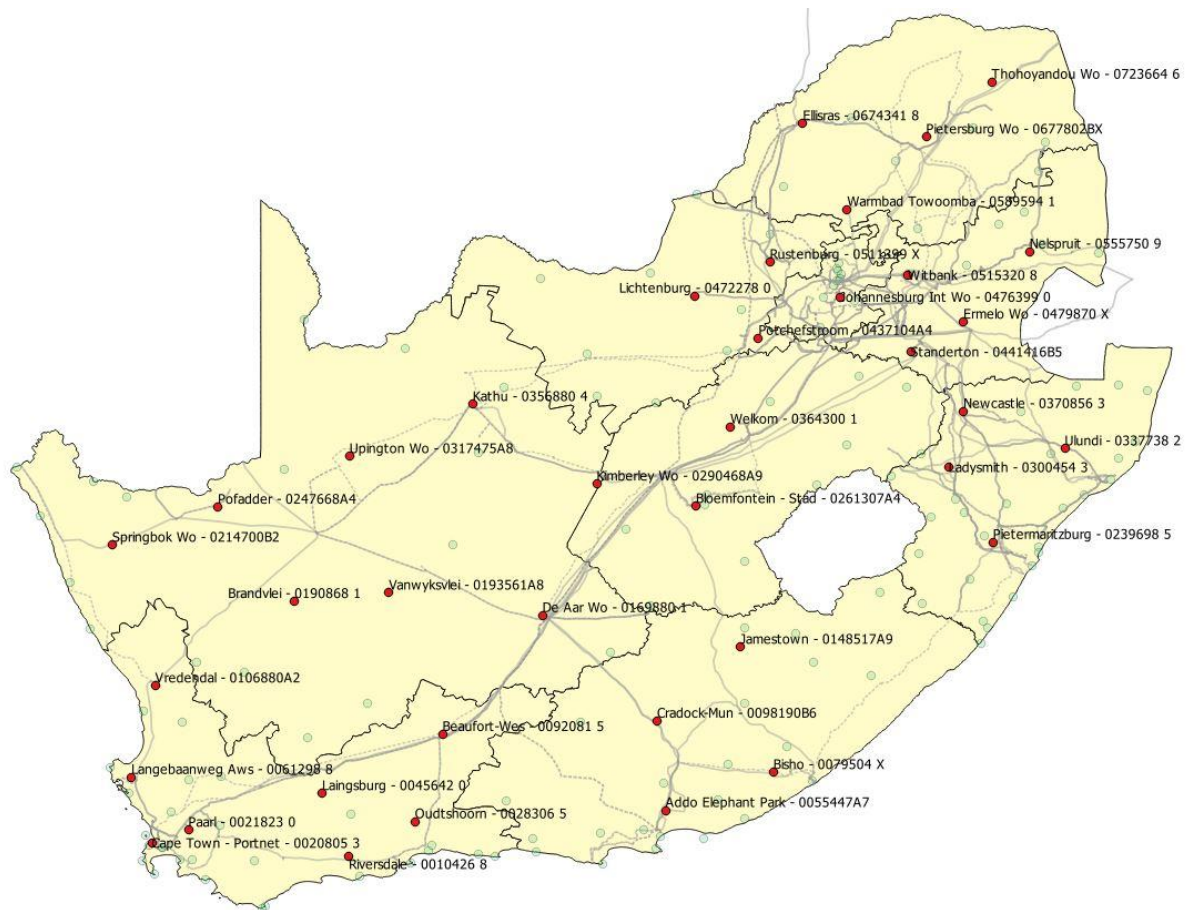 Thohoyandou Wo - 0723664 6
Ellisras - 0674341 8
Pietersburg Wo - 0677802BX
Warmbad Towoomba - 0589594 1
Nelspruit - 0555750 9
Rustenburg - 0511399 X
Witbank - 0515320 8
Lichtenburg - 0472278 0
Johannesburg Int Wo - 0476399 0
Ermelo Wo - 0479870 X
Potchefstroom - 0437104A4
Standerton - 0441416B5
Kathu - 0356880 4
Newcastle - 0370856 3
Welkom - 0364300 1
Ulundi - 0337738 2
Upington Wo - 0317475A8
Ladysmith - 0300454 3
Kimberley Wo - 0290468A9
Pofadder - 0247668A4
Bloemfontein - Stad - 0261307A4
Springbok Wo - 0214700B2
Pietermaritzburg - 0239698 5
Vanwyksvlei - 0193561A8
Brandvlei - 0190868 1
De Aar Wo - 0169880 1
Jamestown - 0148517A9
Vredendal - 0106880A2
Cradock-Mun - 0098190B6
Beaufort-Wes - 0092081 5
Langebaanweg Aws - 0061298 8
Bisho - 0079504 X
Laingsburg - 0045642 0
Addo Elephant Park - 0055447A7
Paarl - 0021823 0
Oudtshoorn - 0028306 5
Cape Town - Portnet - 0020805 3
Riversdale - 0010426 8